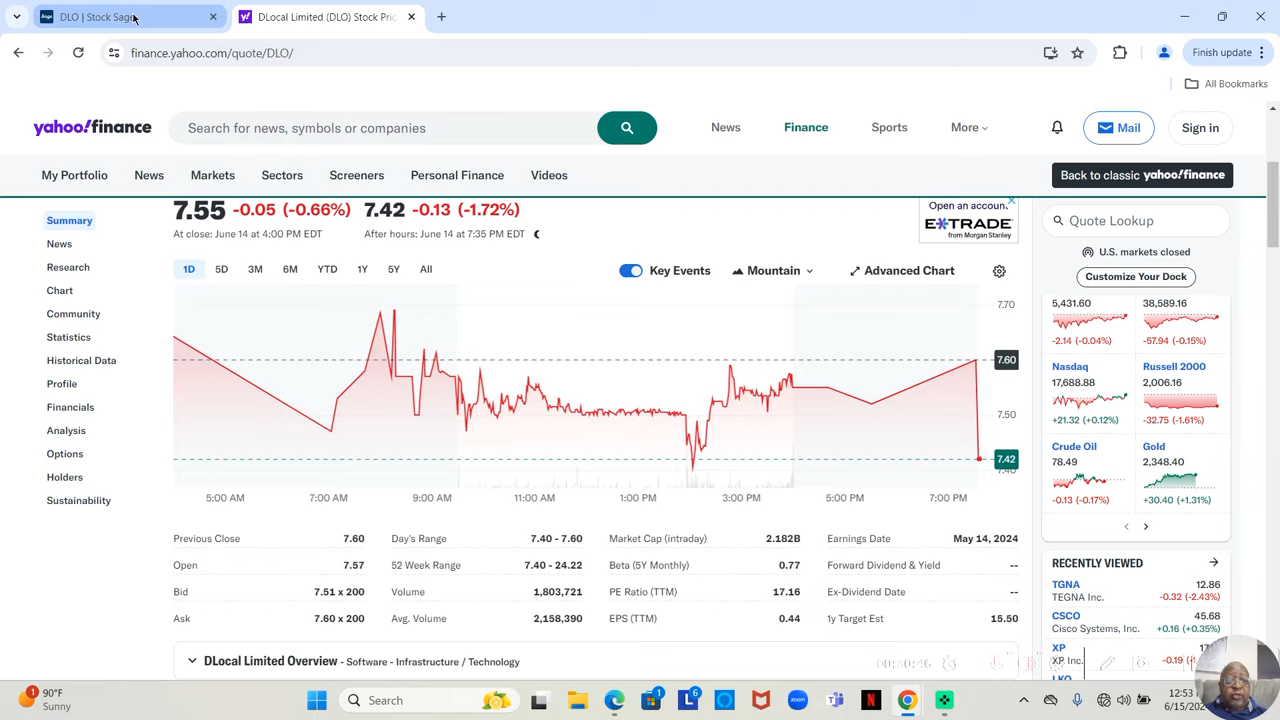 DLO | Stock Sage
DLocal Limited (DLO) Stock Pric
finance.yahoo.com/quote/DLO/
Finish update
All Bookmarks
yahoo!finance
Search for news, symbols or companies
News
Finance
Sports
More
Mail
Sign in
My Portfolio
News
Markets
Sectors
Screeners
Personal Finance
Videos
Back to classic yahoo!finance
Summary
News
Research
Chart
Community
Statistics
Historical Data
Profile
Financials
Analysis
Options
Holders
Sustainability
7.55 -0.05 (-0.66%) 7.42 -0.13 (-1.72%)
At close: June 14 at 4:00 PM EDT
After hours: June 14 at 7:35 PM EDT
Open an accoun
E*TRADE
from Morgan Stanley
1D 5D 3M 6M YTD 1Y 5Y All
Key Events
Mountain
Advanced Chart
7.70
7.60
7.50
7.42
7.40
5:00 AM 7:00 AM 9:00 AM 11:00 AM 1:00 PM 3:00 PM 5:00 PM 7:00 PM
Previous Close 7.60 Day's Range 7.40 - 7.60 Market Cap (intraday) 2.182B Earnings Date May 14, 2024
Open 7.57 52 Week Range 7.40 - 24.22 Beta (5Y Monthly) 0.77 Forward Dividend & Yield --
Bid 7.51 x 200 Volume 1,803,721 PE Ratio (TTM) 17.16 Ex-Dividend Date --
Ask 7.60 x 200 Avg. Volume 2,158,390 EPS (TTM) 0.44 1y Target Est 15.50
DLocal Limited Overview - Software - Infrastructure / Technology
Quote Lookup
U.S. markets closed
Customize Your Dock
5,431.60 38,589.16
-2.14 (-0.04%) -57.94 (-0.15%)
Nasdaq Russell 2000
17,688.88 2,006.16
+21.32 (+0.12%) -32.75 (-1.61%)
Crude Oil Gold
78.49 2,348.40
-0.13 (-0.17%) +30.40 (+1.31%)
RECENTLY VIEWED
TGNA 12.86
TEGNA Inc. -0.32 (-2.43%)
CSCO 45.68
Cisco Systems, Inc. +0.16 (+0.35%)
XP
XP Inc. -0.19
00:30:46
90°F
Sunny
Search
12:53